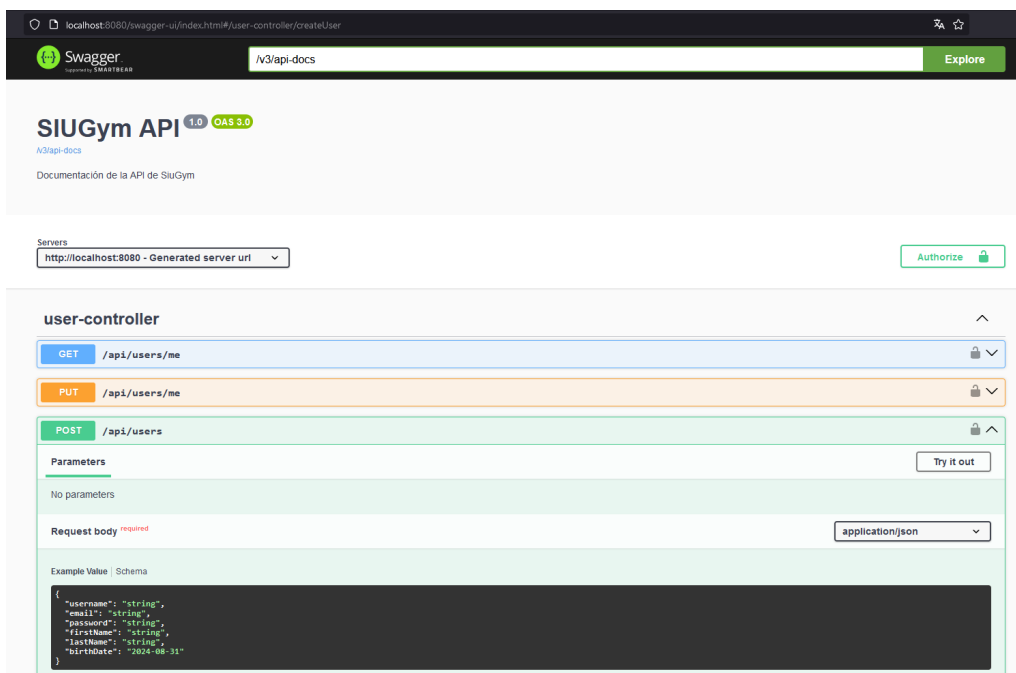 localhost:8080/swagger-ui/index.html#/user-controller/createUser
Swagger
Supported by SMARTBEAR
/v3/api-docs
Explore
SIUGym API 1.0 OAS 3.0
/v3/api-docs
Documentación de la API de SiuGym
Servers
http://localhost:8080 - Generated server url
Authorize
user-controller
GET /api/users/me
PUT /api/users/me
POST /api/users
Parameters
Try it out
No parameters
Request body required
application/json
Example Value | Schema
{
"username": "string",
"email": "string",
"password": "string",
"firstName": "string",
"lastName": "string",
"birthDate": "2024-08-31"
}